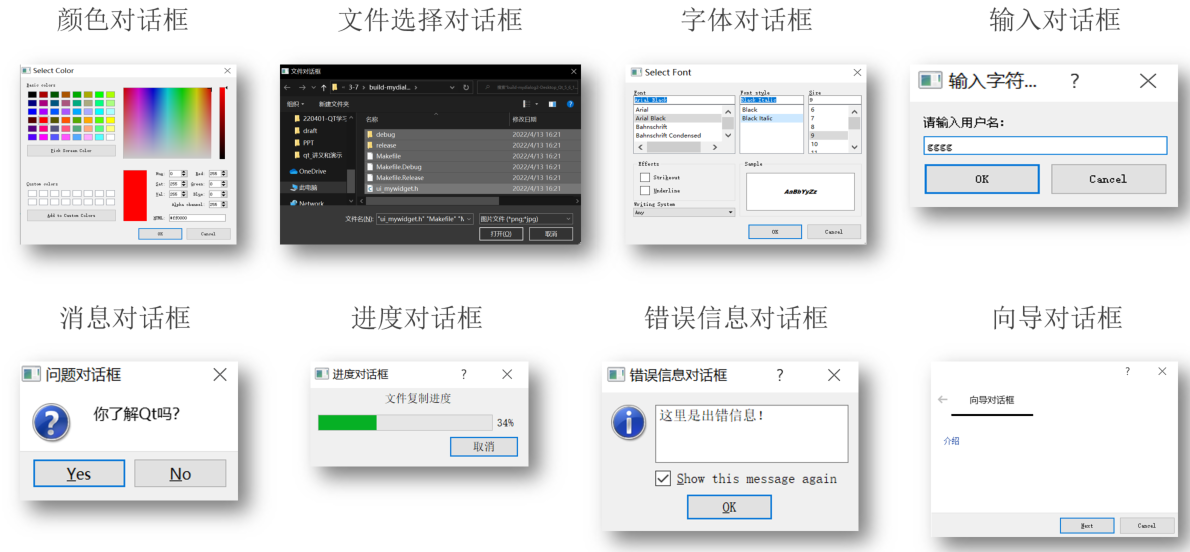 颜色对话框
文件选择对话框
字体对话框
输入对话框
Select Color
Basic colors
Pick Screen Color
Custom colors
Add to Custom Colors
Hue: 0
Red: 255
Sat: 255
Green: 0
Val: 255
Blue: 0
Alpha channel: 255
HTML: #ff0000
OK
Cancel
文件对话框
3-7 > build-mydial... >
组织
新建文件夹
220401-QT学习
draft
PPT
qt_讲义和演示
OneDrive
此电脑
Network
名称
修改日期
debug
2022/4/13 16:21
release
2022/4/13 16:21
Makefile
2022/4/13 16:21
Makefile.Debug
2022/4/13 16:21
Makefile.Release
2022/4/13 16:21
ui_mywidget.h
2022/4/13 16:21
文件名(N): "ui_mywidget.h" "Makefile" "M
图片文件 (*png;*jpg)
打开(O)
取消
Select Font
Font
Font style
Size
Arial Black
Black Italic
9
Arial
Arial Black
Bahnschrift
Bahnschrift Condensed
Black
Black Italic
6
7
8
9
10
11
Effects
Strikeout
Underline
Sample
AaBbYyZz
Writing System
Any
OK
Cancel
输入字符...
?
请输入用户名:
gggg
OK
Cancel
消息对话框
进度对话框
错误信息对话框
向导对话框
问题对话框
你了解Qt吗?
Yes
No
进度对话框
?
文件复制进度
34%
取消
错误信息对话框
?
这里是出错信息!
Show this message again
OK
?
向导对话框
介绍
Next
Cancel